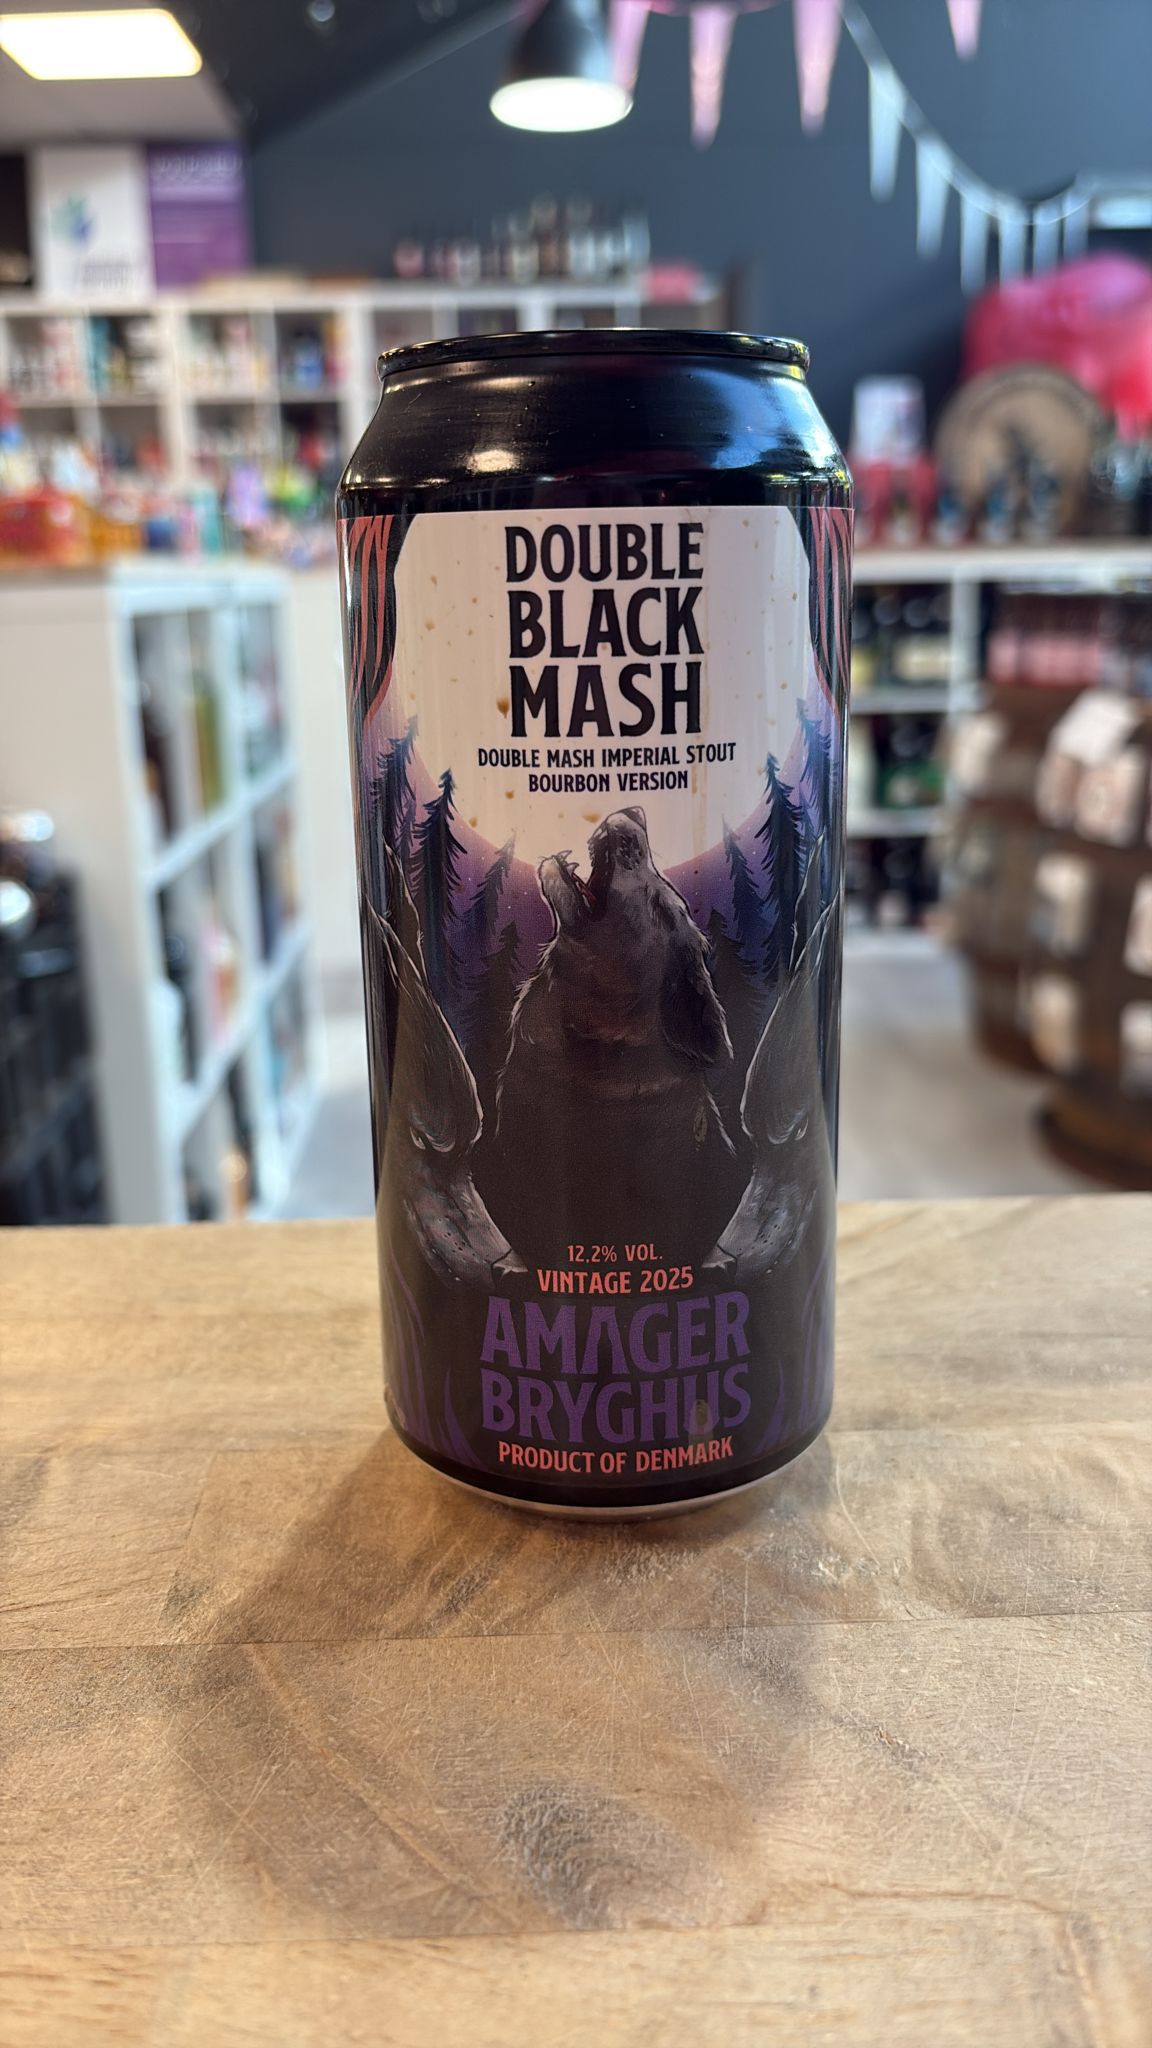 DOUBLE
BLACK
MASH
DOUBLE MASH IMPERIAL STOUT
BOURBON VERSION
12,2% VOL.
VINTAGE 2025
AMAGER
BRYGHUS
PRODUCT OF DENMARK